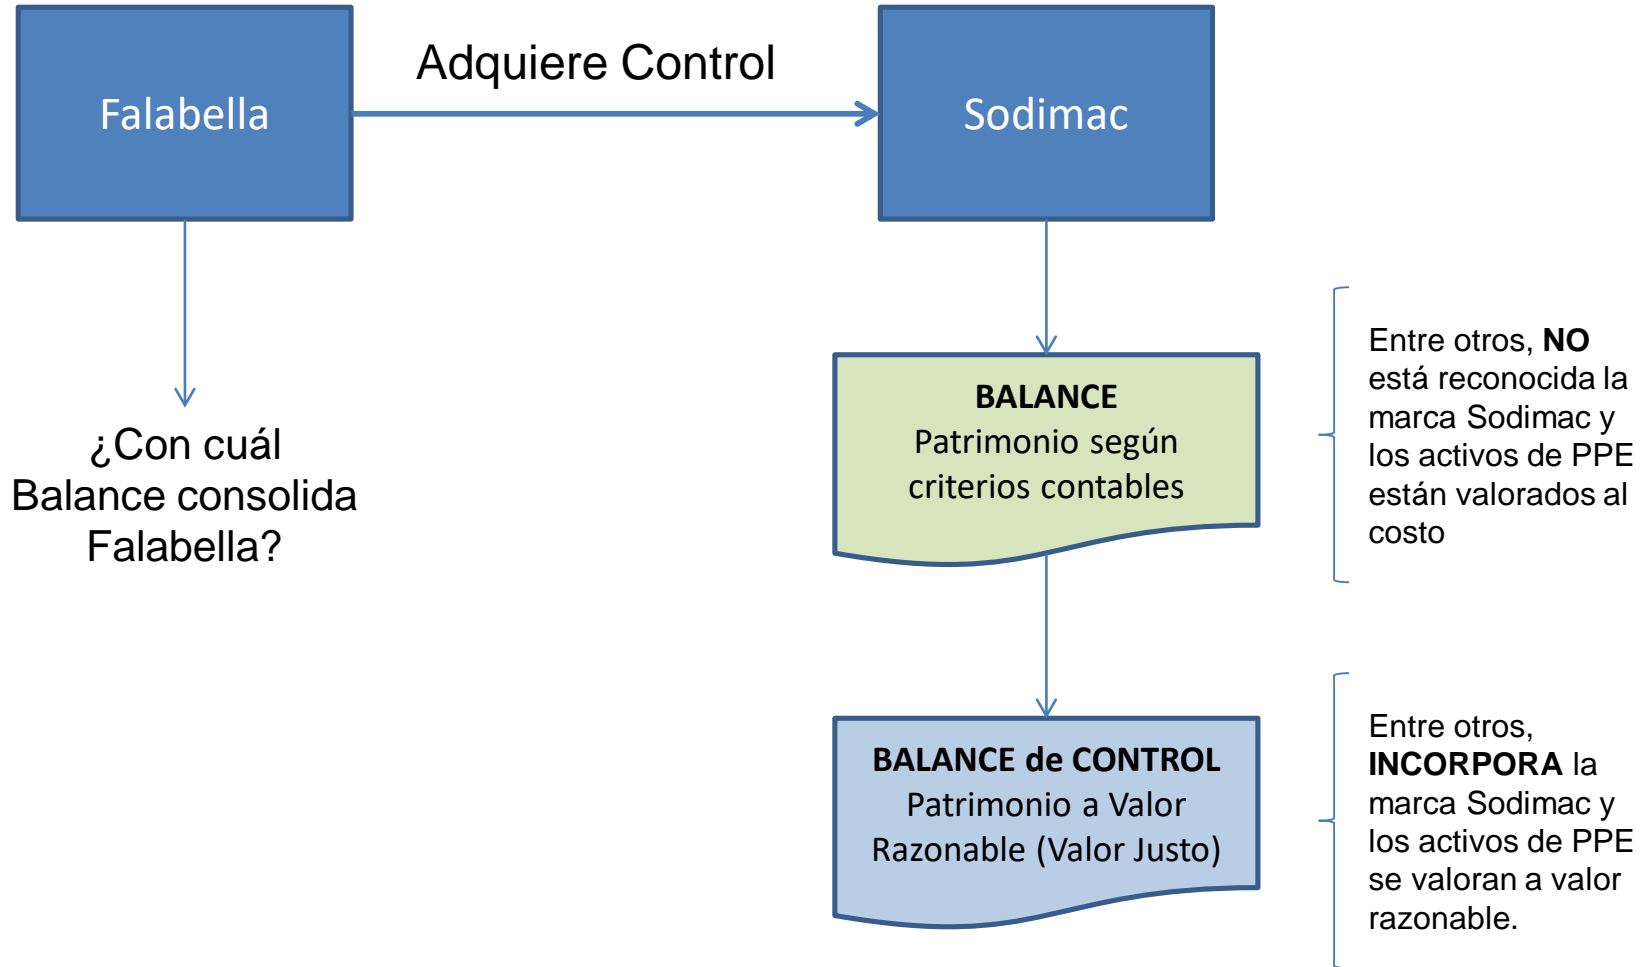 Falabella
Adquiere Control
Sodimac
¿Con cuál
Balance consolida
Falabella?
BALANCE
Patrimonio según
criterios contables
Entre otros, NO
está reconocida la
marca Sodimac y
los activos de PPE
están valorados al
costo
BALANCE de CONTROL
Patrimonio a Valor
Razonable (Valor Justo)
Entre otros,
INCORPORA la
marca Sodimac y
los activos de PPE
se valoran a valor
razonable.